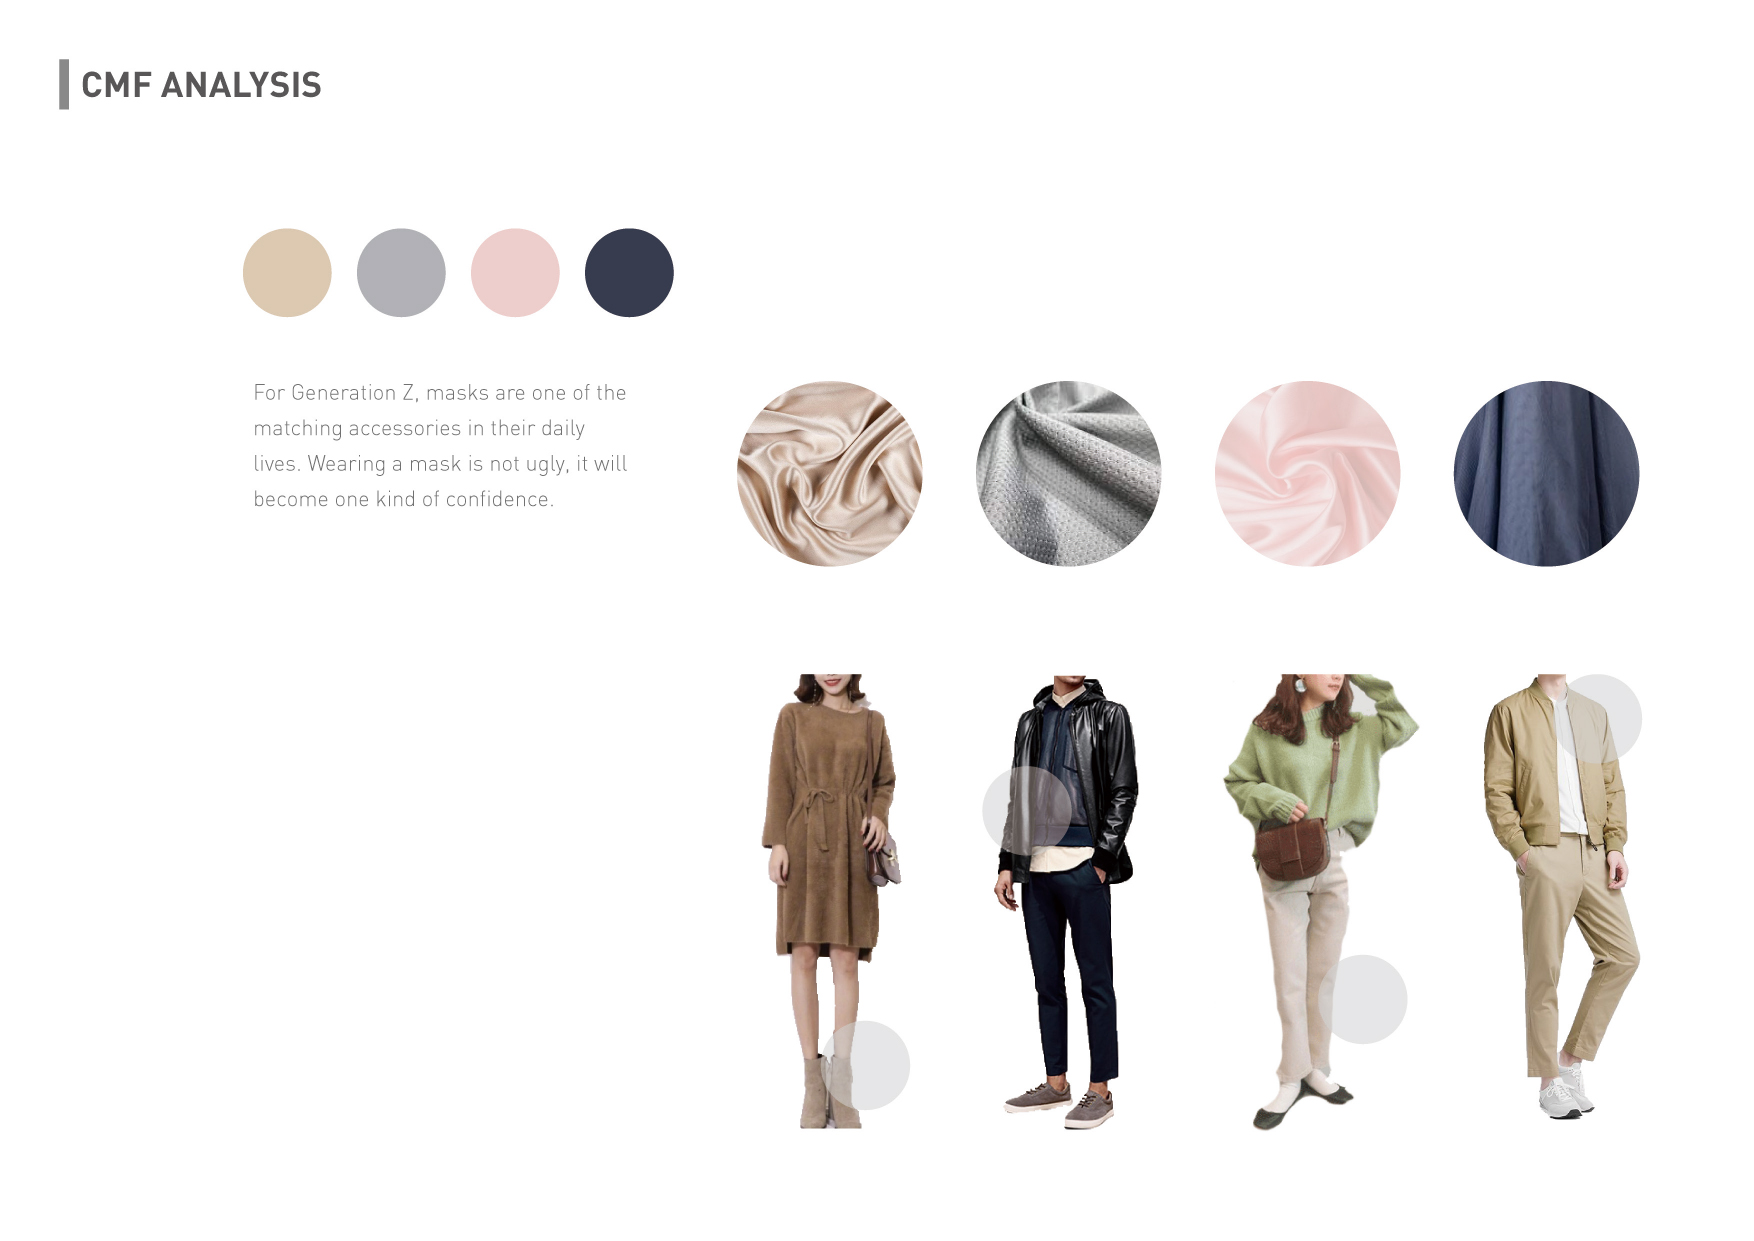 CMF ANALYSIS
For Generation Z, masks are one of the
matching accessories in their daily
lives. Wearing a mask is not ugly, it will
become one kind of confidence.